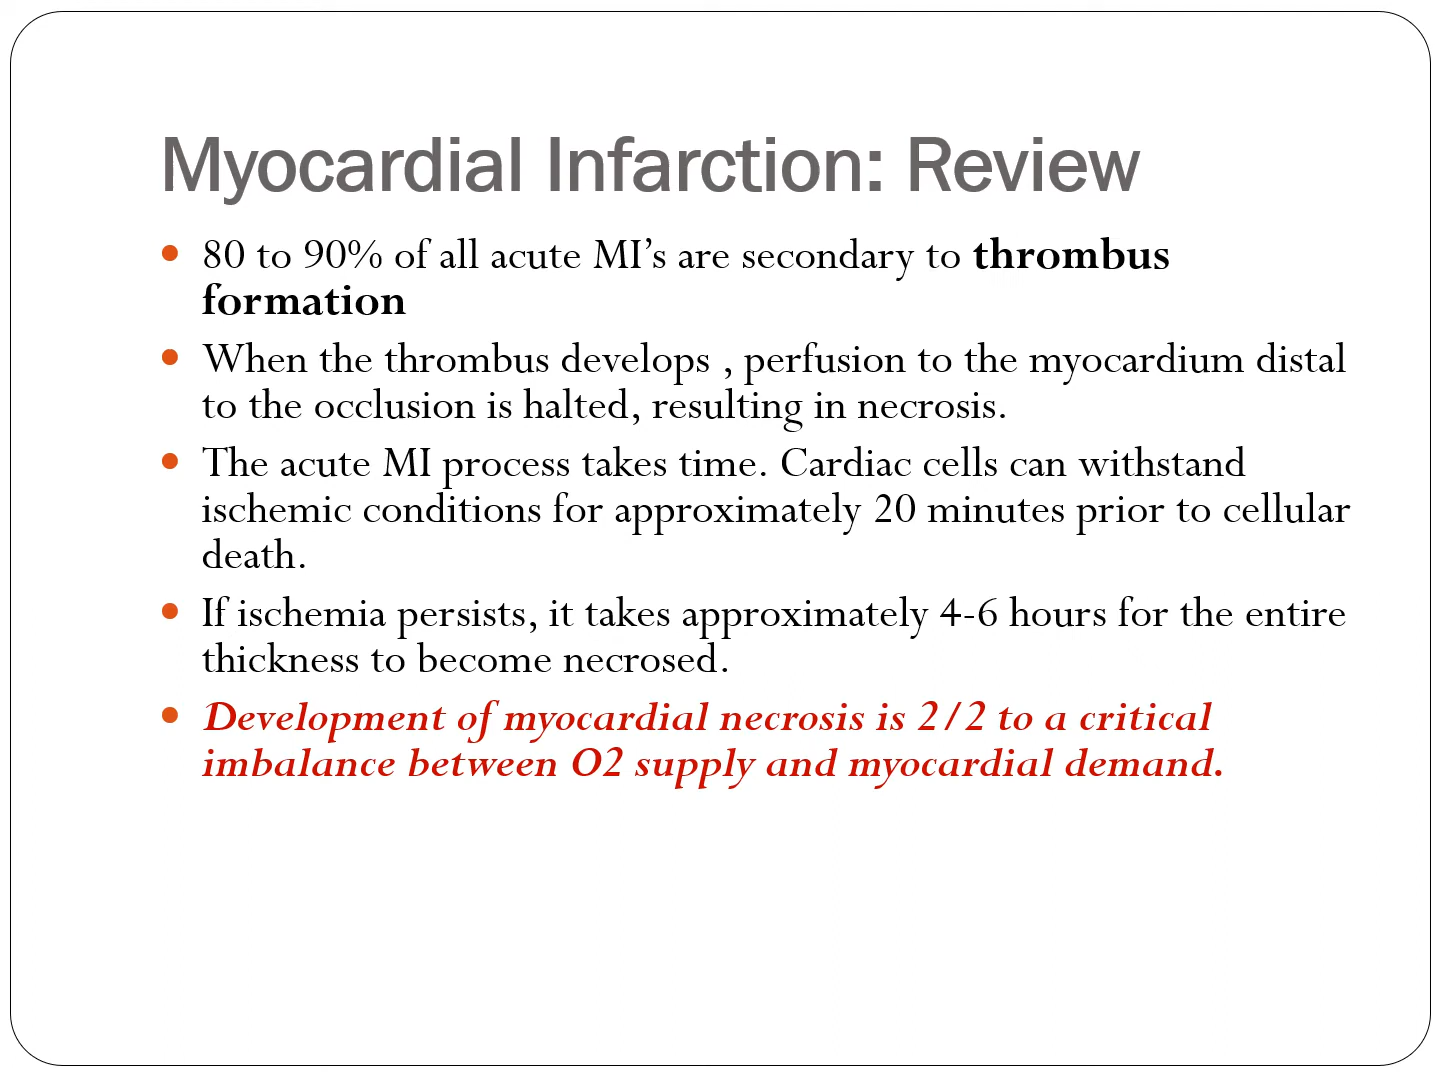 Myocardial Infarction: Review
• 80 to 90% of all acute MI’s are secondary to thrombus
formation
• When the thrombus develops , perfusion to the myocardium distal
to the occlusion is halted, resulting in necrosis.
• The acute MI process takes time. Cardiac cells can withstand
ischemic conditions for approximately 20 minutes prior to cellular
death.
• If ischemia persists, it takes approximately 4-6 hours for the entire
thickness to become necrosed.
• Development of myocardial necrosis is 2/2 to a critical
imbalance between O2 supply and myocardial demand.